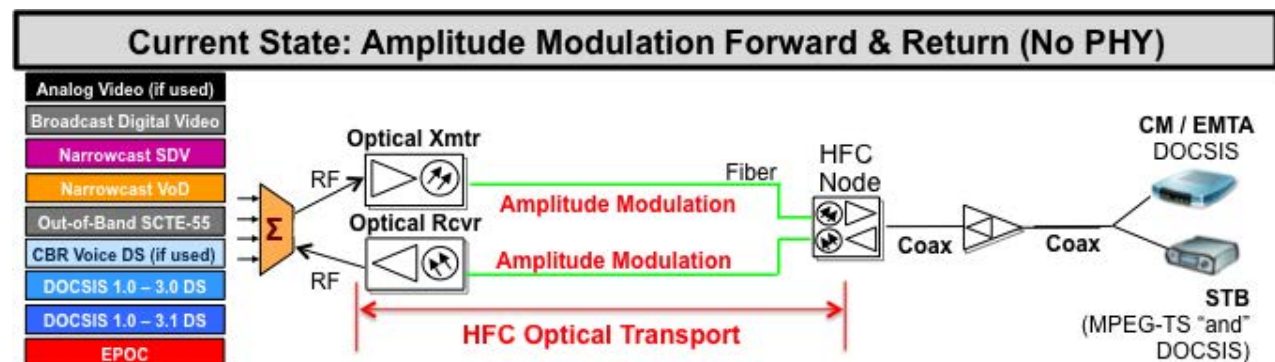 Current State: Amplitude Modulation Forward & Return (No PHY)
Analog Video (if used)
Broadcast Digital Video
Narrowcast SDV
Narrowcast VoD
Out-of-Band SCTE-55
CBR Voice DS (if used)
DOCSIS 1.0 – 3.0 DS
DOCSIS 1.0 – 3.1 DS
EPOC
Σ
RF
RF
Optical Xmtr
Optical Rcvr
Fiber
Amplitude Modulation
Amplitude Modulation
HFC Optical Transport
HFC
Node
Coax
Coax
CM / EMTA
DOCSIS
STB
(MPEG-TS “and”
DOCSIS)